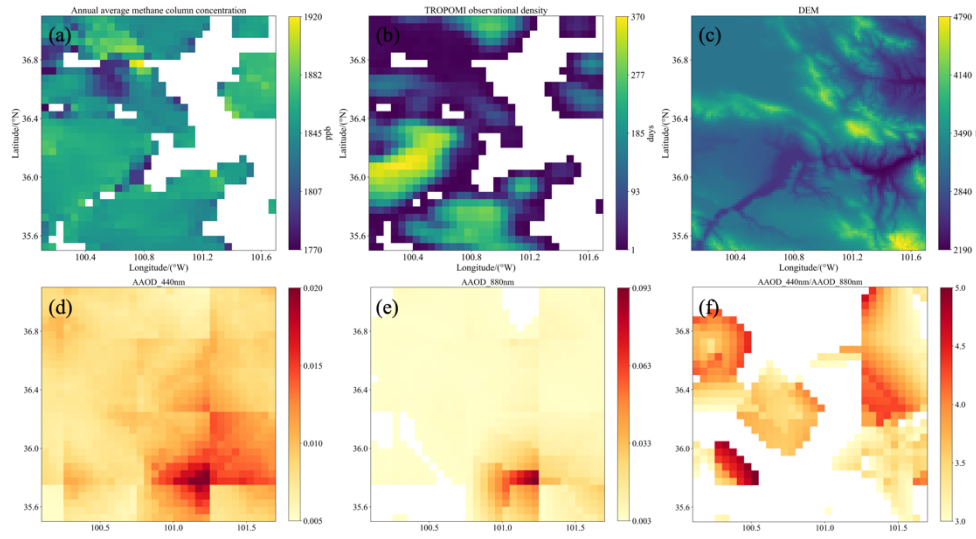 Annual average methane column concentration
(a)
1920
1882
1845
1807
1770
ppb
36.8
36.4
36.0
35.6
Latitude/(°N)
100.4 100.8 101.2 101.6
Longitude/(°W)
TROPOMI observational density
(b)
370
277
185
93
1
days
36.8
36.4
36.0
35.6
Latitude/(°N)
100.4 100.8 101.2 101.6
Longitude/(°W)
DEM
(c)
4790
4140
3490
2840
2190
36.8
36.4
36.0
35.6
Latitude/(°N)
100.4 100.8 101.2 101.6
Longitude/(°W)
AAOD_440nm
(d)
0.020
0.015
0.010
0.005
36.8
36.4
36.0
35.6
100.5 101.0 101.5
AAOD_880nm
(e)
0.093
0.063
0.033
0.003
36.8
36.4
36.0
35.6
100.5 101.0 101.5
AAOD_440nm/AAOD_880nm
(f)
5.0
4.5
4.0
3.5
3.0
36.8
36.4
36.0
35.6
100.5 101.0 101.5